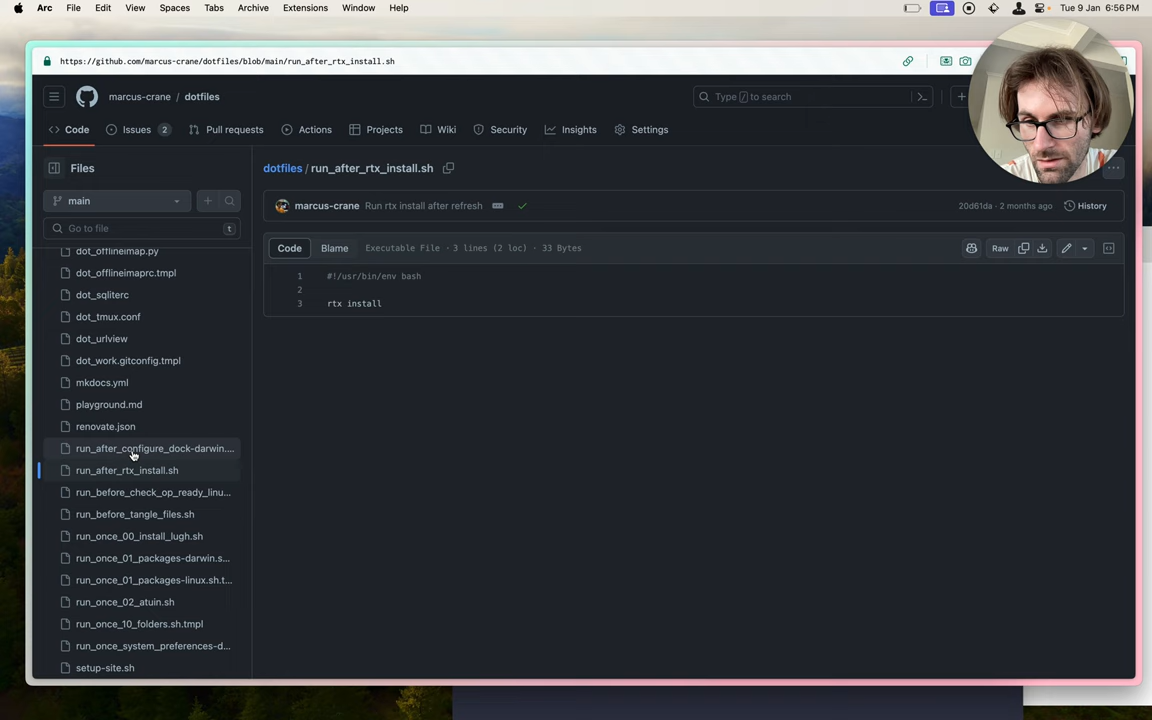 Arc File Edit View Spaces Tabs Archive Extensions Window Help Tue 9 Jan 6:56 PM
https://github.com/marcus-crane/dotfiles/blob/main/run_after_rtx_install.sh
marcus-crane / dotfiles
Type / to search
Code Issues 2 Pull requests Actions Projects Wiki Security Insights Settings
Files
dotfiles / run_after_rtx_install.sh
main
marcus-crane Run rtx install after refresh 20d61da · 2 months ago History
Go to file t
Code Blame Executable File · 3 lines (2 loc) · 33 Bytes Raw
dot_offlineimap.py
dot_offlineimaprc.tmpl
dot_sqliterc
dot_tmux.conf
dot_urlview
dot_work.gitconfig.tmpl
mkdocs.yml
playground.md
renovate.json
run_after_configure_dock-darwin....
run_after_rtx_install.sh
run_before_check_op_ready_linu...
run_before_tangle_files.sh
run_once_00_install_lugh.sh
run_once_01_packages-darwin.s...
run_once_01_packages-linux.sh.t...
run_once_02_atuin.sh
run_once_10_folders.sh.tmpl
run_once_system_preferences-d...
setup-site.sh
1 #!/usr/bin/env bash
2
3 rtx install